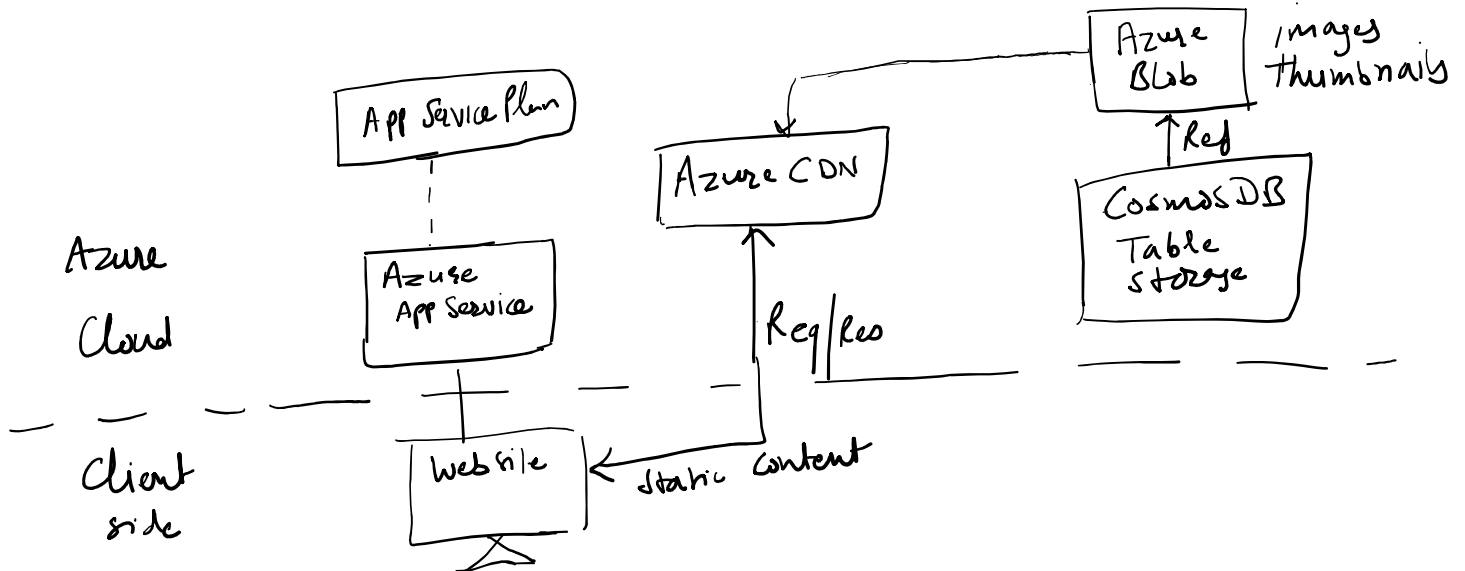 Azure
Blob
images
thumbnails
App Service Plan
Ref
Azure CDN
CosmosDB
Table
storage
Azure
Cloud
Azure
App Service
Req/Res
Client
side
Website
static content